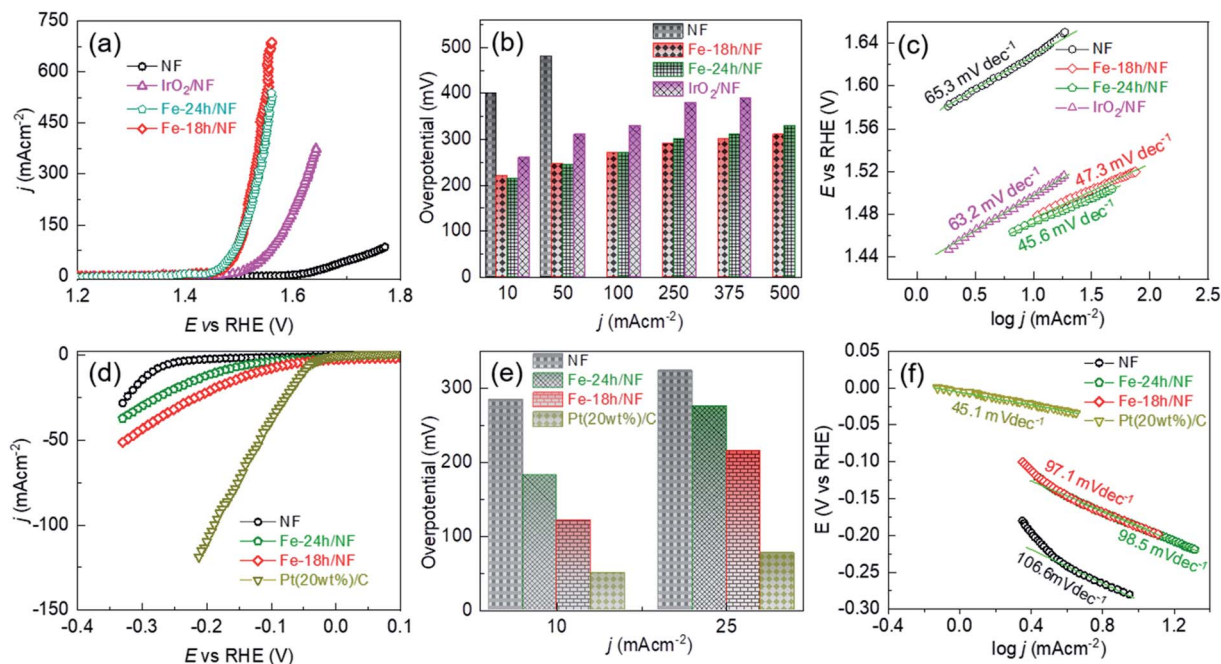 (a)
NF
IrO₂/NF
Fe-24h/NF
Fe-18h/NF
j (mAcm⁻²)
750
600
450
300
150
0
1.2 1.4 1.6 1.8
E vs RHE (V)
(b)
NF
Fe-18h/NF
Fe-24h/NF
IrO₂/NF
Overpotential (mV)
500
400
300
200
100
0
10 50 100 250 375 500
j (mAcm⁻²)
(c)
NF
Fe-18h/NF
Fe-24h/NF
IrO₂/NF
65.3 mV dec⁻¹
47.3 mV dec⁻¹
63.2 mV dec⁻¹
45.6 mV dec⁻¹
E vs RHE (V)
1.64
1.60
1.56
1.52
1.48
1.44
0.0 0.5 1.0 1.5 2.0 2.5
log j (mAcm⁻²)
(d)
NF
Fe-24h/NF
Fe-18h/NF
Pt(20wt%)/C
j (mAcm⁻²)
0
-50
-100
-150
-0.4 -0.3 -0.2 -0.1 0.0 0.1
E vs RHE (V)
(e)
NF
Fe-24h/NF
Fe-18h/NF
Pt(20wt%)/C
Overpotential (mV)
300
200
100
0
10 25
j (mAcm⁻²)
(f)
NF
Fe-24h/NF
Fe-18h/NF
Pt(20wt%)/C
45.1 mVdec⁻¹
97.1 mVdec⁻¹
98.5 mVdec⁻¹
106.6mVdec⁻¹
E (V vs RHE)
0.05
0.00
-0.05
-0.10
-0.15
-0.20
-0.25
-0.30
-0.4 0.0 0.4 0.8 1.2
log j (mAcm⁻²)